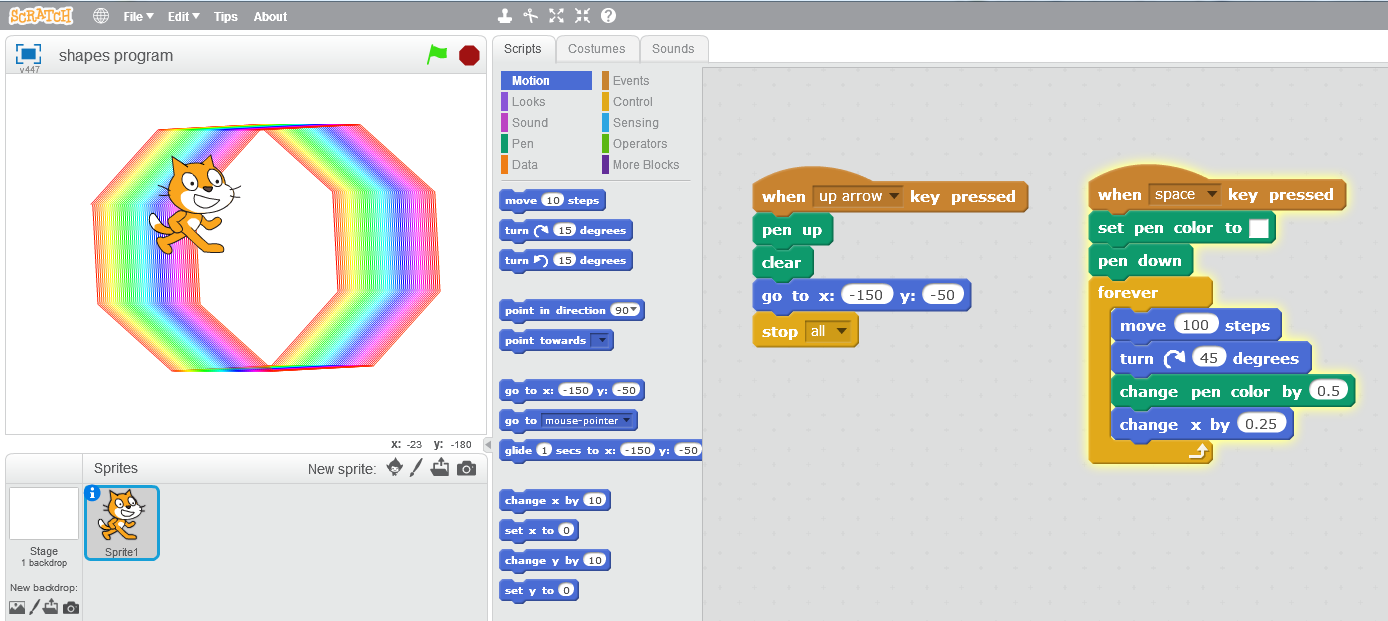 SCRATCH File Edit Tips About
shapes program
v447
x: -23 y: -180
Sprites New sprite:
Stage
1 backdrop
Sprite1
New backdrop:
Scripts Costumes Sounds
Motion Events
Looks Control
Sound Sensing
Pen Operators
Data More Blocks
move 10 steps
turn 15 degrees
turn 15 degrees
point in direction 90
point towards
go to x: -150 y: -50
go to mouse-pointer
glide 1 secs to x: -150 y: -50
change x by 10
set x to 0
change y by 10
set y to 0
when up arrow key pressed
pen up
clear
go to x: -150 y: -50
stop all
when space key pressed
set pen color to
pen down
forever
move 100 steps
turn 45 degrees
change pen color by 0.5
change x by 0.25